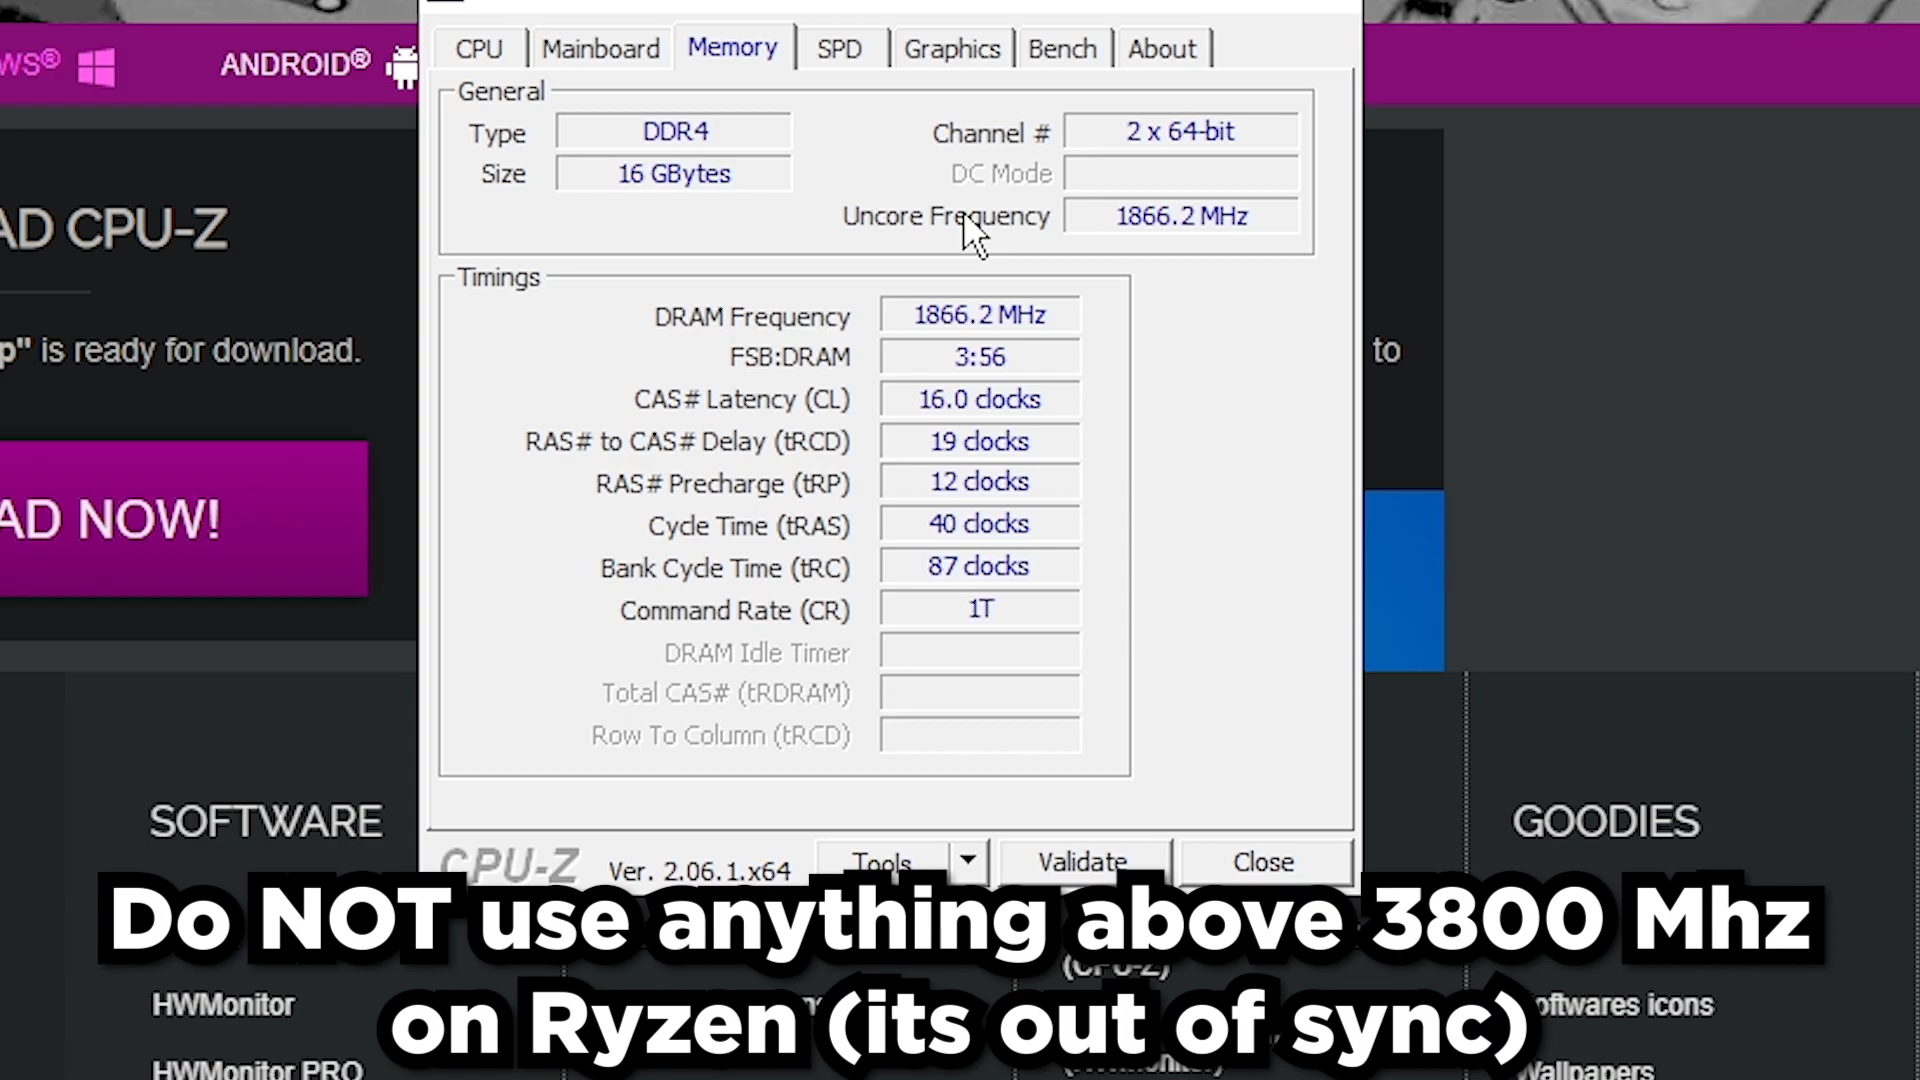 WS®
ANDROID®
CPU Mainboard Memory SPD Graphics Bench About
General
Type DDR4 Channel # 2 x 64-bit
Size 16 GBytes DC Mode
Uncore Frequency 1866.2 MHz
AD CPU-Z
Timings
DRAM Frequency 1866.2 MHz
p" is ready for download.
to
FSB:DRAM 3:56
CAS# Latency (CL) 16.0 clocks
RAS# to CAS# Delay (tRCD) 19 clocks
RAS# Precharge (tRP) 12 clocks
AD NOW!
Cycle Time (tRAS) 40 clocks
Bank Cycle Time (tRC) 87 clocks
Command Rate (CR) 1T
DRAM Idle Timer
Total CAS# (tRDRAM)
Row To Column (tRCD)
SOFTWARE
GOODIES
CPU-Z Ver. 2.06.1.x64 Tools Validate Close
Do NOT use anything above 3800 Mhz
on Ryzen (its out of sync)
(CPU-Z)
HWMonitor
oftwares icons
HWMonitor PRO
Wallpapers